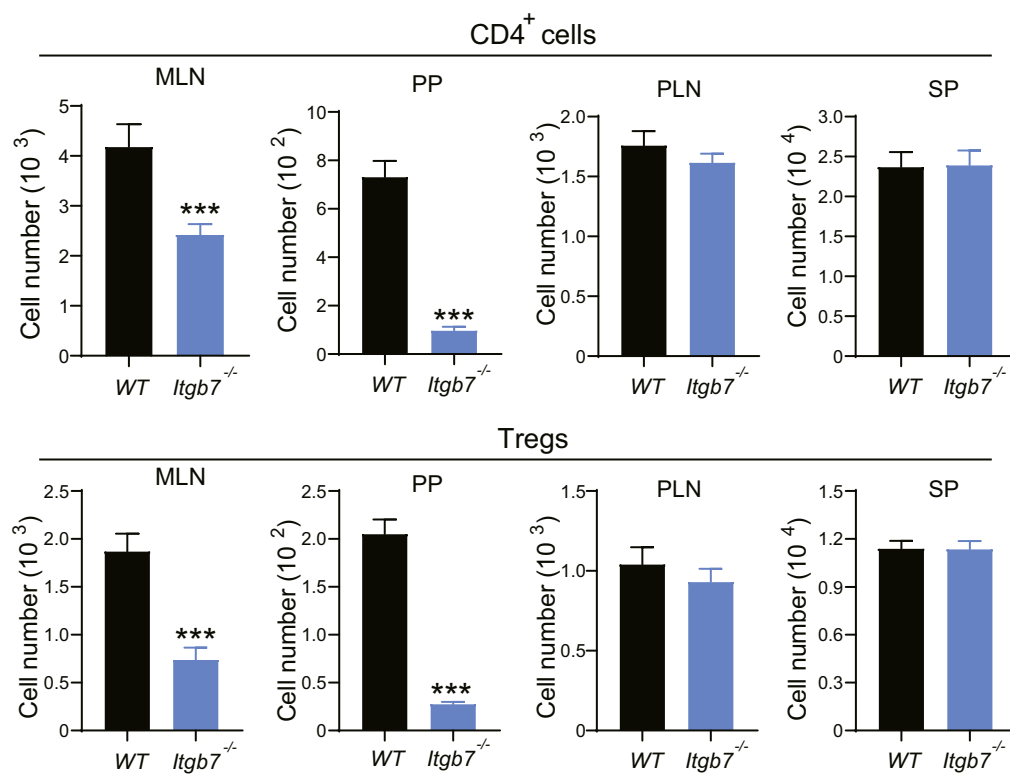 CD4+ cells
MLN
PP
PLN
SP
Cell number (10 3)
5
4
3
2
1
0
***
WT Itgb7-/-
Cell number (10 2)
10
8
6
4
2
0
***
WT Itgb7-/-
Cell number (10 3)
2.0
1.5
1.0
0.5
0
WT Itgb7-/-
Cell number (10 4)
3.0
2.5
2.0
1.5
1.0
0.5
0
WT Itgb7-/-
Tregs
MLN
PP
PLN
SP
Cell number (10 3)
2.5
2.0
1.5
1.0
0.5
0
***
WT Itgb7-/-
Cell number (10 2)
2.5
2.0
1.5
1.0
0.5
0
***
WT Itgb7-/-
Cell number (10 3)
1.5
1.0
0.5
0
WT Itgb7-/-
Cell number (10 4)
1.5
1.2
0.9
0.6
0.3
0
WT Itgb7-/-